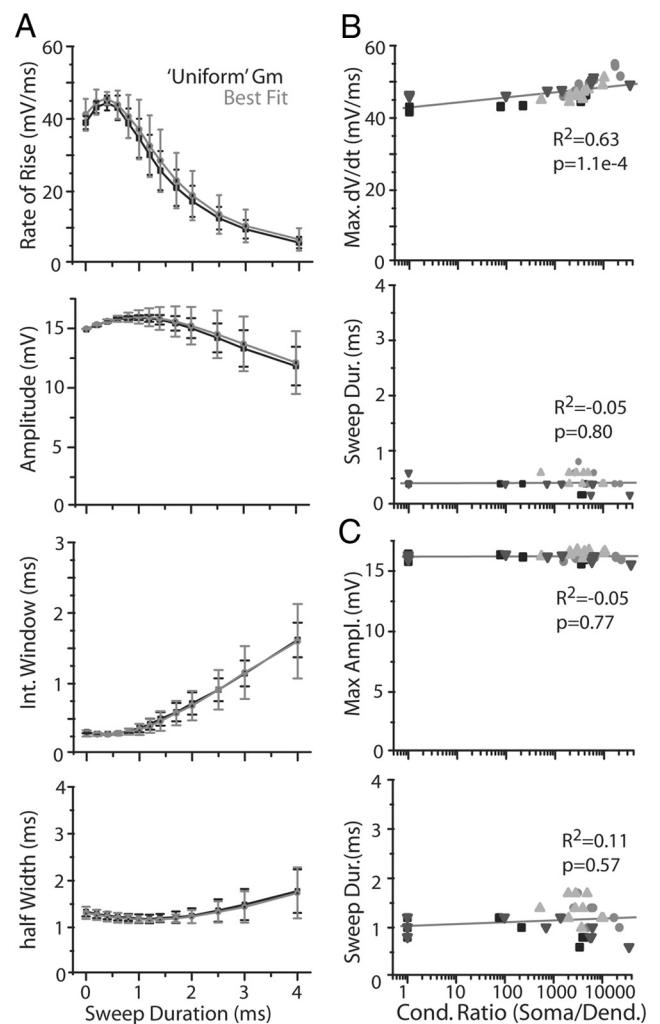 A
60
40
20
0
Rate of Rise (mV/ms)
'Uniform' Gm
Best Fit
15
10
5
0
Amplitude (mV)
3
2
1
0
Int. Window (ms)
4
3
2
1
0
half Width (ms)
0 1 2 3 4
Sweep Duration (ms)
B
60
40
20
0
Max. dV/dt (mV/ms)
R2=0.63
p=1.1e-4
4
3
2
1
0
Sweep Dur. (ms)
R2=-0.05
p=0.80
C
15
10
5
0
Max Ampl. (mV)
R2=-0.05
p=0.77
4
3
2
1
0
Sweep Dur.(ms)
R2=0.11
p=0.57
1 10 100 1000 10000
Cond. Ratio (Soma/Dend.)